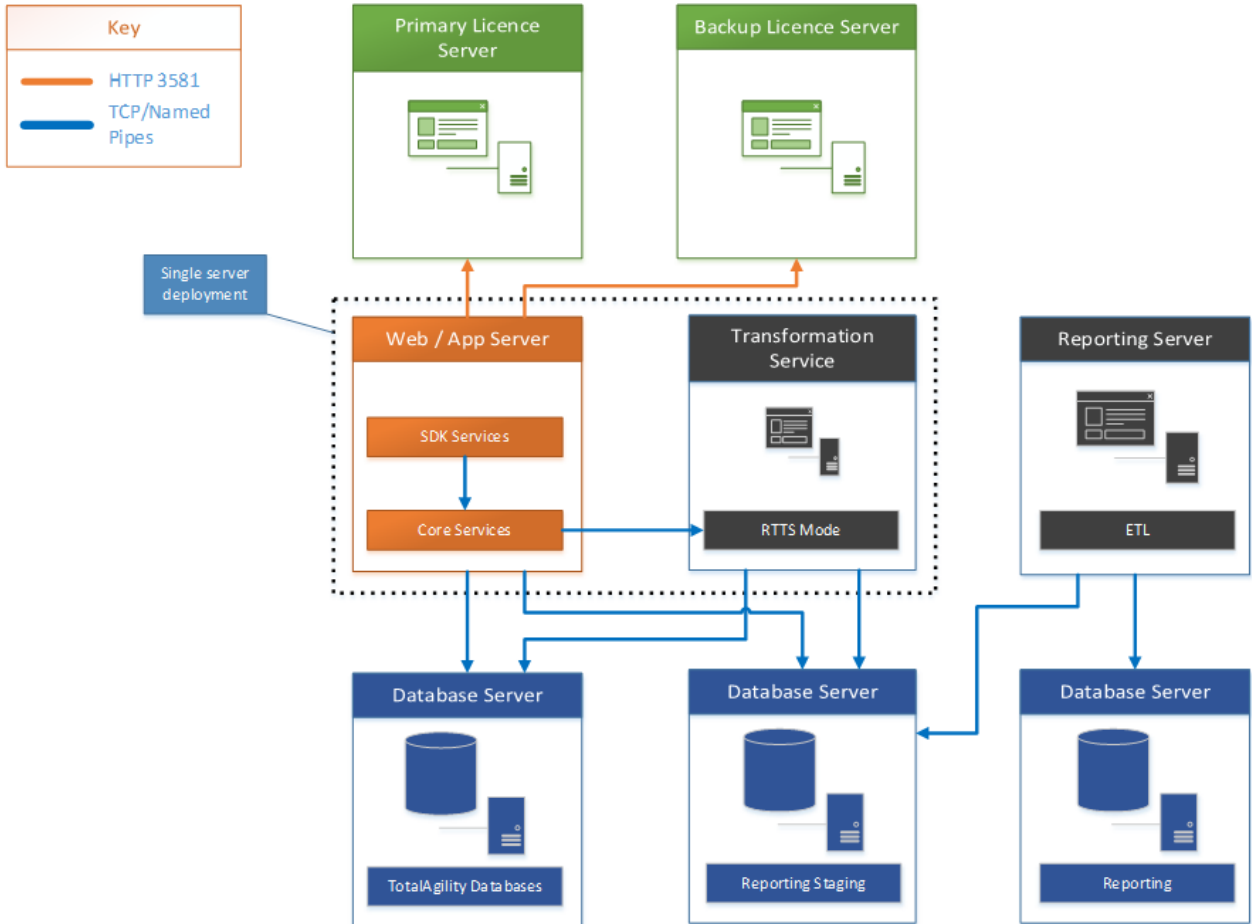 Key
HTTP 3581
TCP/Named
Pipes
Primary Licence
Server
Backup Licence Server
Single server
deployment
Web / App Server
SDK Services
Core Services
Transformation
Service
RTTS Mode
Reporting Server
ETL
Database Server
TotalAgility Databases
Database Server
Reporting Staging
Database Server
Reporting